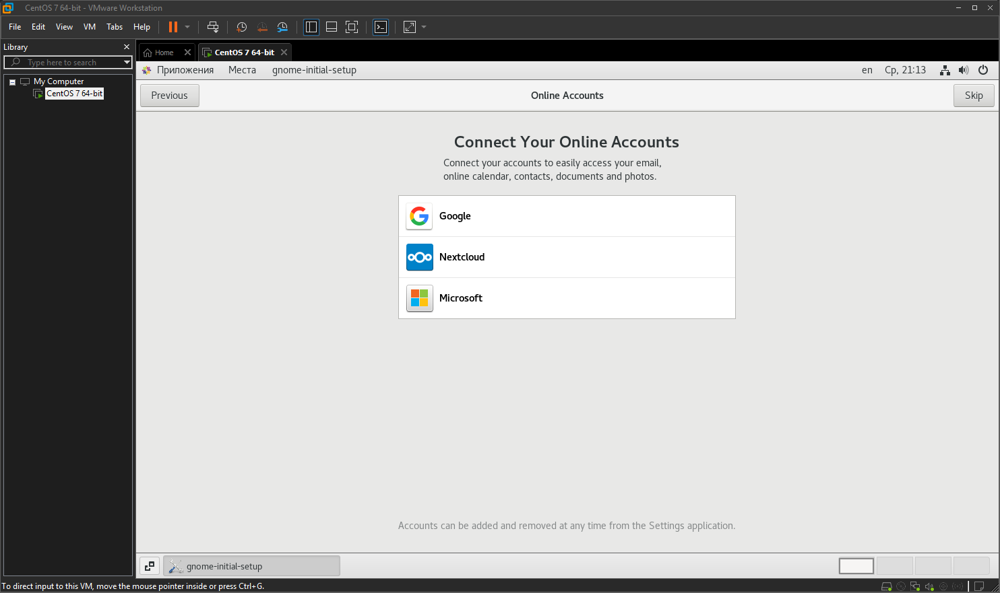 CentOS 7 64-bit - VMware Workstation
File Edit View VM Tabs Help
Library
Home
CentOS 7 64-bit
Type here to search
My Computer
CentOS 7 64-bit
Приложения Места gnome-initial-setup en Ср, 21:13
Previous Online Accounts Skip
Connect Your Online Accounts
Connect your accounts to easily access your email,
online calendar, contacts, documents and photos.
Google
Nextcloud
Microsoft
Accounts can be added and removed at any time from the Settings application.
gnome-initial-setup
To direct input to this VM, move the mouse pointer inside or press Ctrl+G.